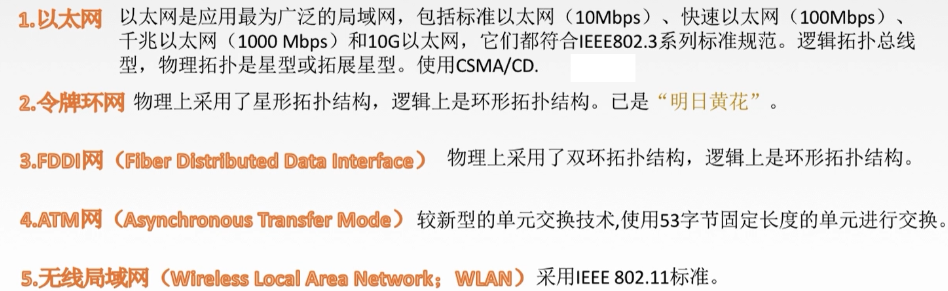 1.以太网 以太网是应用最为广泛的局域网，包括标准以太网（10Mbps）、快速以太网（100Mbps）、
千兆以太网（1000 Mbps）和10G以太网，它们都符合IEEE802.3系列标准规范。逻辑拓扑总线
型，物理拓扑是星型或拓展星型。使用CSMA/CD.
2.令牌环网 物理上采用了星形拓扑结构，逻辑上是环形拓扑结构。已是“明日黄花”。
3.FDDI网（Fiber Distributed Data Interface） 物理上采用了双环拓扑结构，逻辑上是环形拓扑结构。
4.ATM网（Asynchronous Transfer Mode） 较新型的单元交换技术,使用53字节固定长度的单元进行交换。
5.无线局域网（Wireless Local Area Network；WLAN） 采用IEEE 802.11标准。